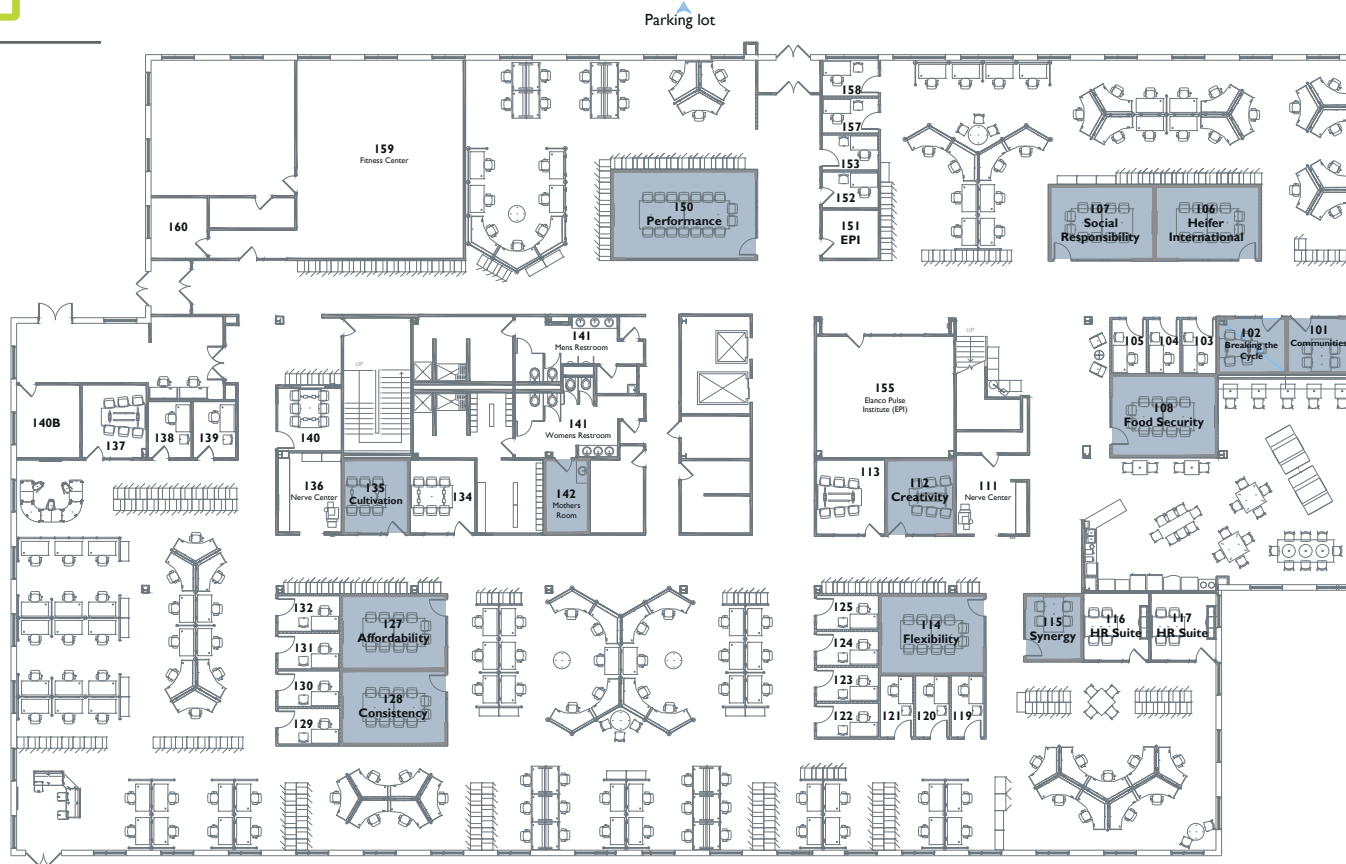 Parking lot
158
157
153
152
151
EPI
159
Fitness Center
160
150
Performance
107
Social
Responsibility
106
Heifer
International
105
104
103
102
Breaking the
Cycle
101
Communities
108
Food Security
141
Mens Restroom
141
Womens Restroom
UP
UP
155
Elanco Pulse
Institute (EPI)
140B
137
138
139
140
136
Nerve Center
135
Cultivation
134
142
Mothers
Room
113
112
Creativity
111
Nerve Center
132
131
130
129
127
Affordability
128
Consistency
125
124
123
122
121
120
119
114
Flexibility
115
Synergy
116
HR Suite
117
HR Suite